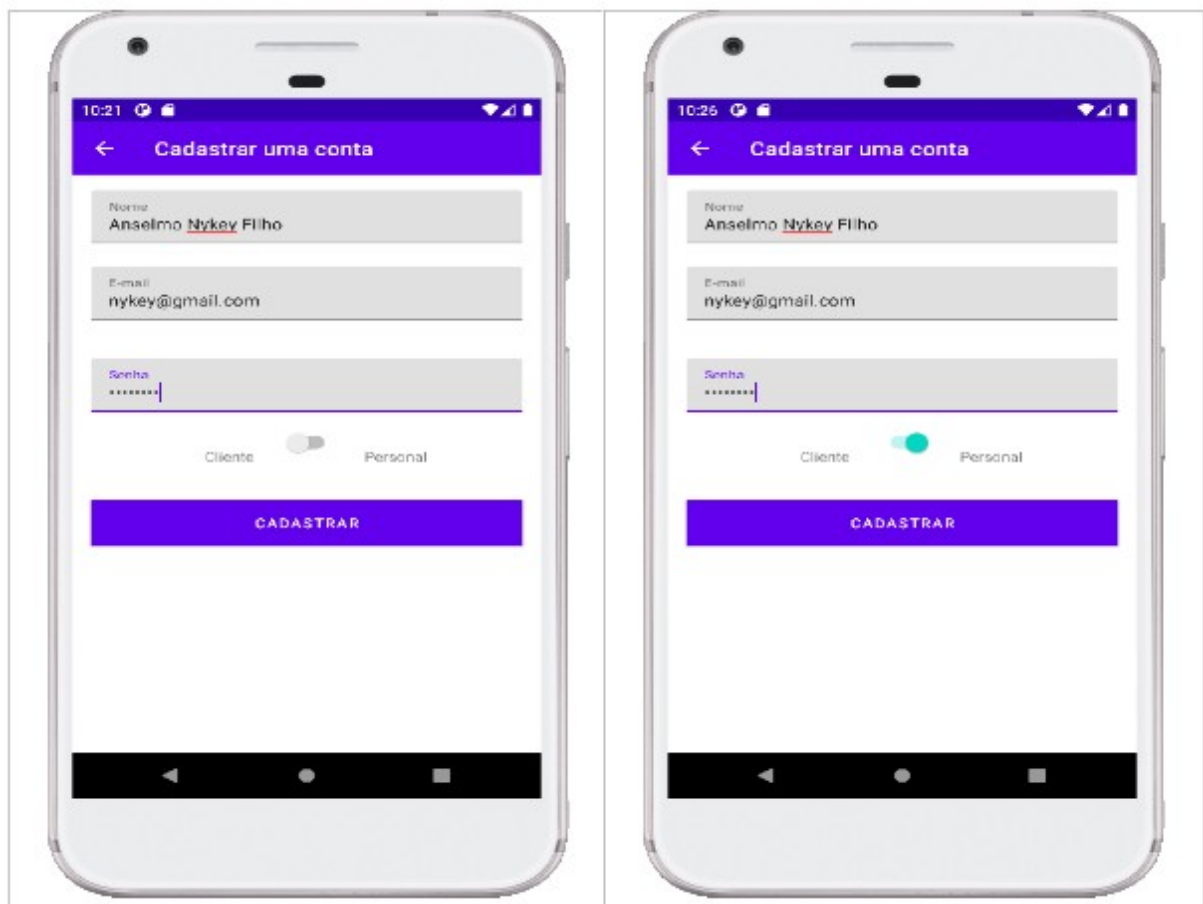 10:21
Cadastrar uma conta
Nome
Anselmo Nykey Filho
E-mail
nykey@gmail.com
Senha
••••••••
Cliente
Personal
CADASTRAR
10:26
Cadastrar uma conta
Nome
Anselmo Nykey Filho
E-mail
nykey@gmail.com
Senha
••••••••
Cliente
Personal
CADASTRAR